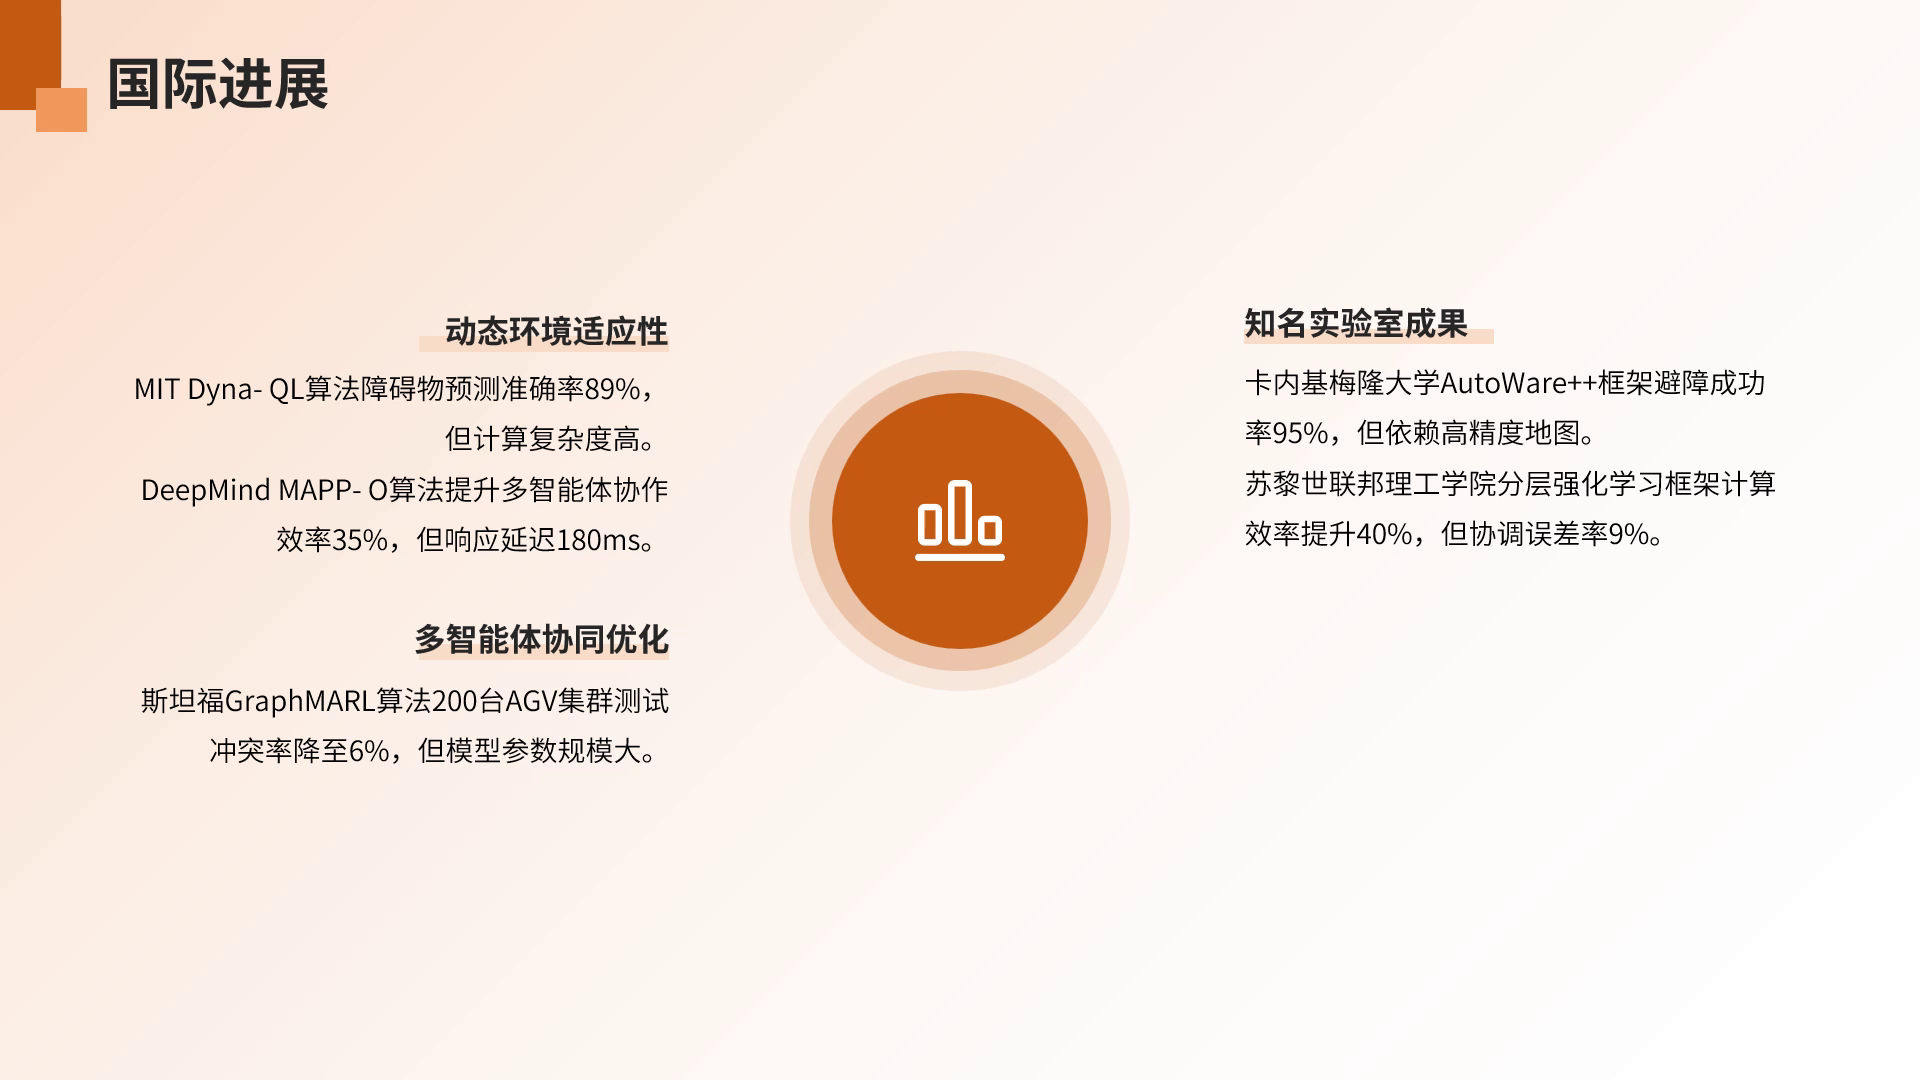 国际进展
动态环境适应性
MIT Dyna- QL算法障碍物预测准确率89%，
但计算复杂度高。
DeepMind MAPP- O算法提升多智能体协作
效率35%，但响应延迟180ms。
多智能体协同优化
斯坦福GraphMARL算法200台AGV集群测试
冲突率降至6%，但模型参数规模大。
知名实验室成果
卡内基梅隆大学AutoWare++框架避障成功
率95%，但依赖高精度地图。
苏黎世联邦理工学院分层强化学习框架计算
效率提升40%，但协调误差率9%。